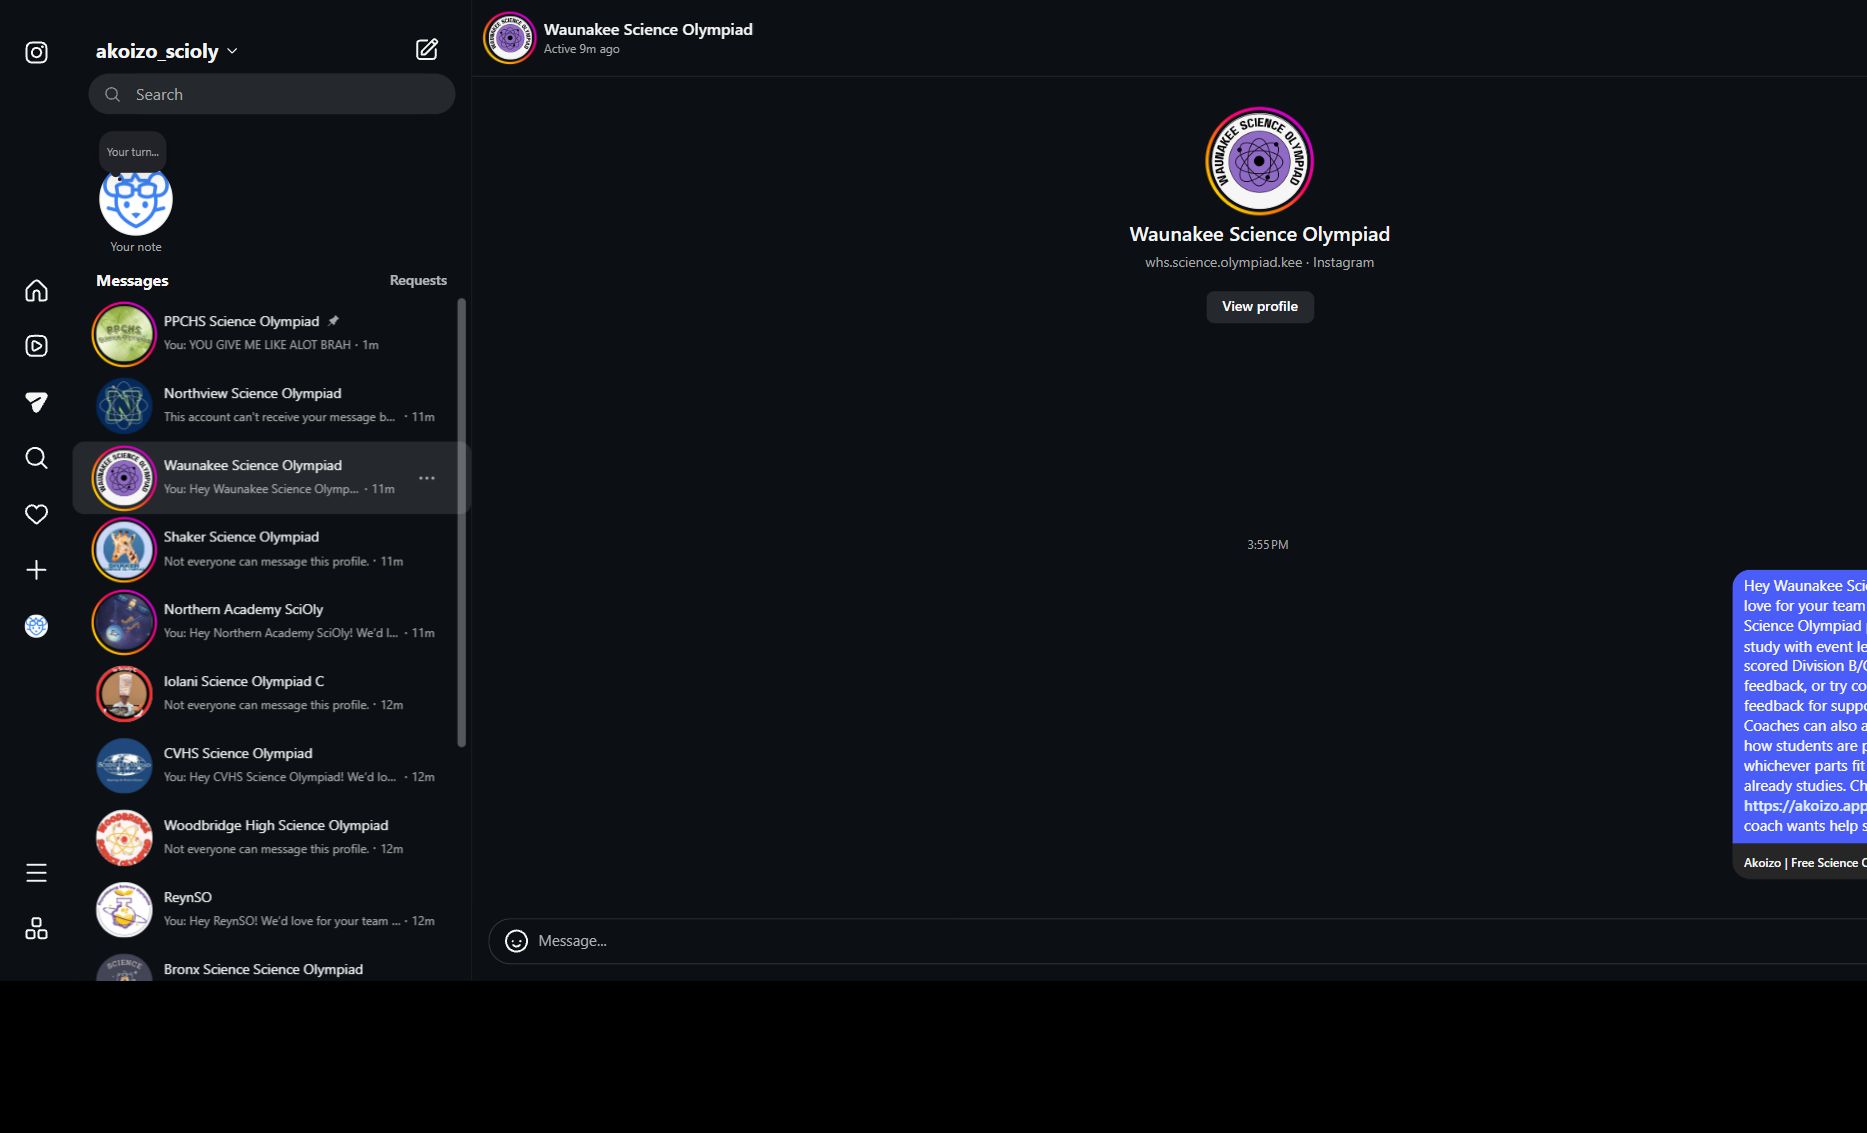 akoizo_scioly
Search
Your turn...
Your note
Messages
Requests
PPCHS Science Olympiad
You: YOU GIVE ME LIKE ALOT BRAH · 1m
Northview Science Olympiad
This account can't receive your message b... · 11m
Waunakee Science Olympiad
You: Hey Waunakee Science Olymp... · 11m
Shaker Science Olympiad
Not everyone can message this profile. · 11m
Northern Academy SciOly
You: Hey Northern Academy SciOly! We'd l... · 11m
Iolani Science Olympiad C
Not everyone can message this profile. · 12m
CVHS Science Olympiad
You: Hey CVHS Science Olympiad! We'd lo... · 12m
Woodbridge High Science Olympiad
Not everyone can message this profile. · 12m
ReynSO
You: Hey ReynSO! We'd love for your team ... · 12m
Bronx Science Science Olympiad
Waunakee Science Olympiad
Active 9m ago
WAUNAKEE SCIENCE OLYMPIAD
Waunakee Science Olympiad
whs.science.olympiad.kee · Instagram
View profile
3:55 PM
Hey Waunakee Sci
love for your team
Science Olympiad
study with event le
scored Division B/C
feedback, or try co
feedback for suppo
Coaches can also a
how students are p
whichever parts fit
already studies. Ch
https://akoizo.app
coach wants help s
Akoizo | Free Science O
Message...